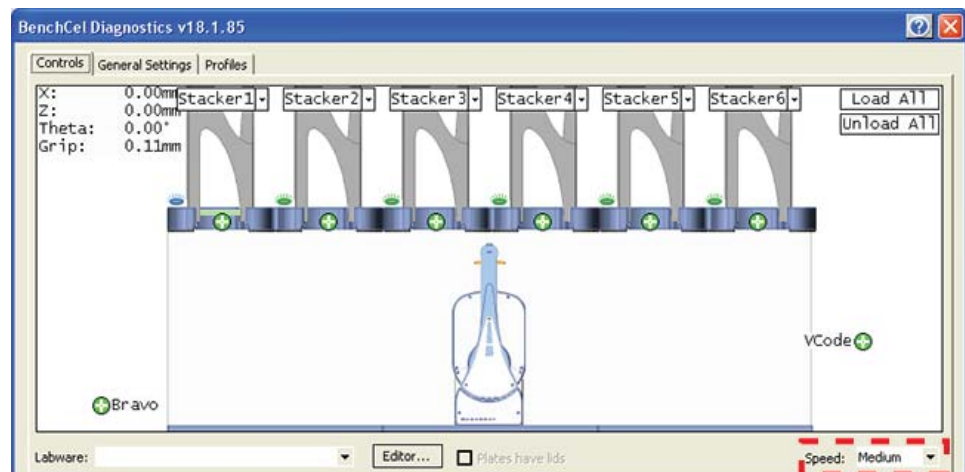 BenchCel Diagnostics v18.1.85
Controls General Settings Profiles
X: 0.00mm
Z: 0.00mm
Theta: 0.00°
Grip: 0.11mm
Stacker1 Stacker2 Stacker3 Stacker4 Stacker5 Stacker6
Load All
Unload All
VCode
Bravo
Labware: Editor... Plates have lids Speed: Medium